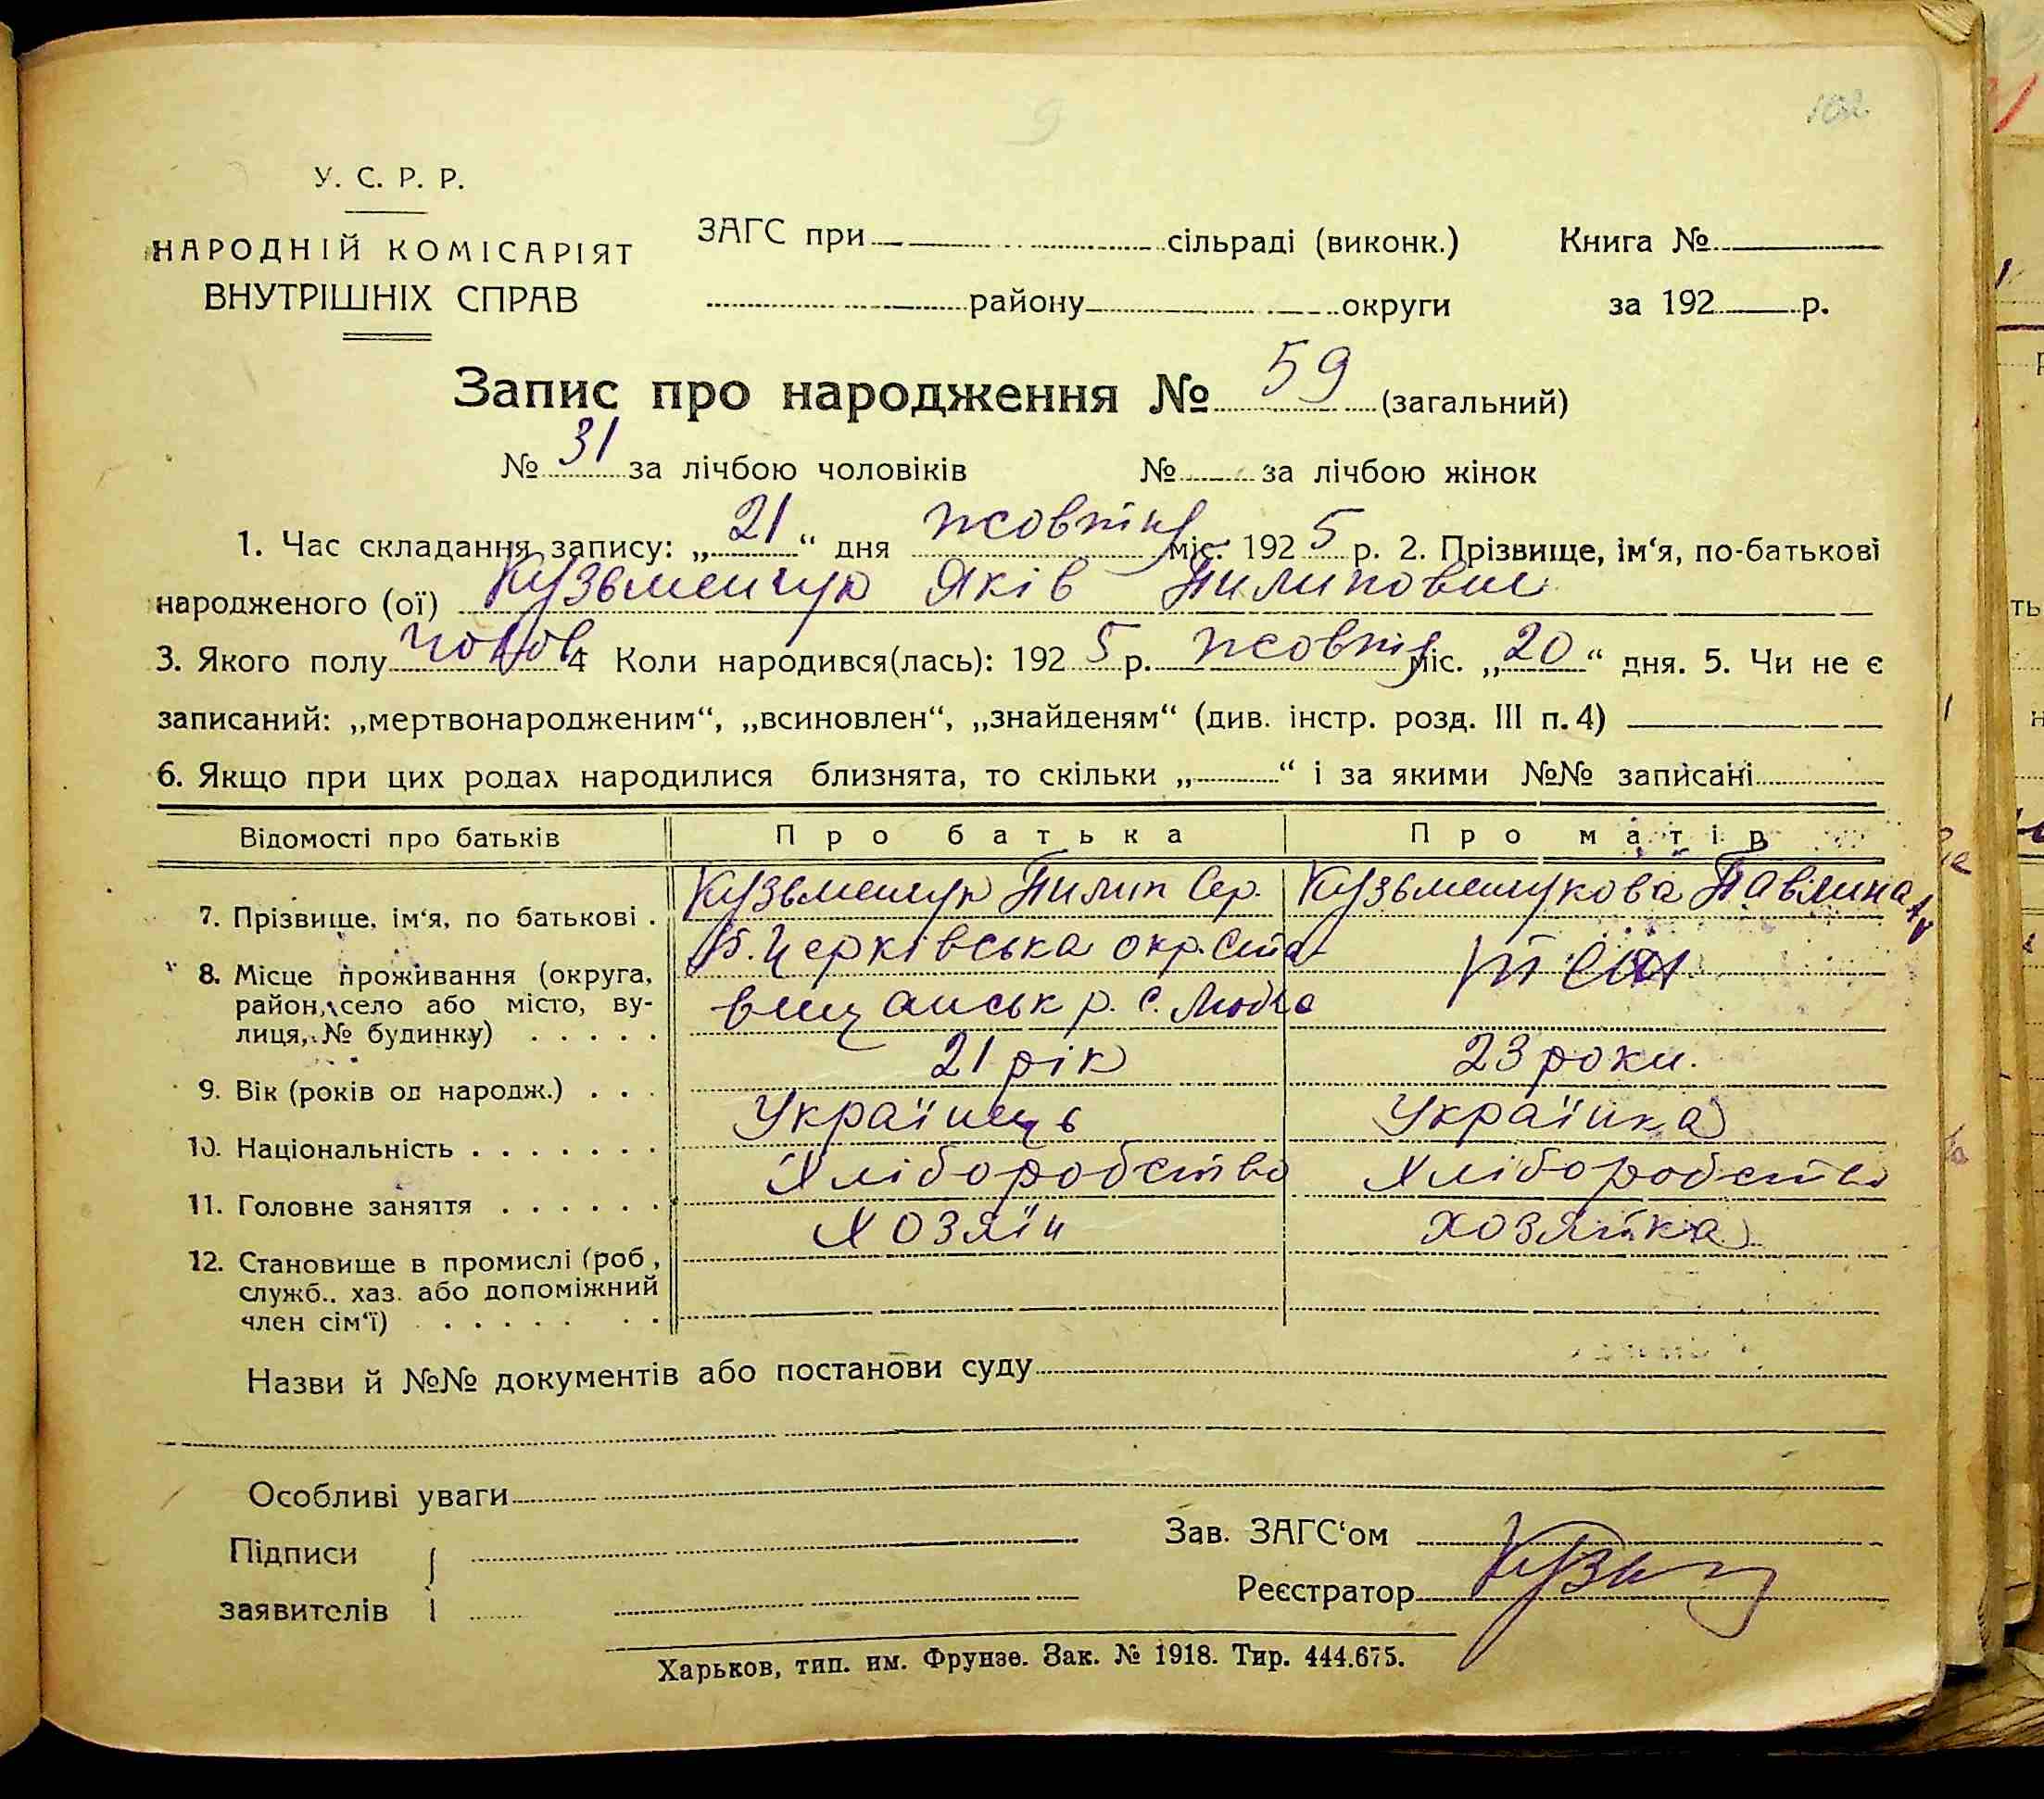 102
У. С. Р. Р.
НАРОДНІЙ КОМІСАРІЯТ
ВНУТРІШНІХ СПРАВ
ЗАГС при сільраді (виконк.) Книга №
району округи за 192 р.
Запис про народження № 59 (загальний)
№ 31 за лічбою чоловіків № за лічбою жінок
1. Час складання запису: „21“ дня жовтня міс. 1925 р. 2. Прізвище, ім‘я, по-батькові
народженого (ої) Кузьменчук Яків Пилипович
3. Якого полу чолов 4 Коли народився(лась): 1925 р. жовтня міс. „20“ дня. 5. Чи не є
записаний: „мертвонародженим“, „всиновлен“, „знайденям“ (див. інстр. розд. III п. 4)
6. Якщо при цих родах народилися близнята, то скільки „ “ і за якими №№ записані
Відомості про батьків Про батька Про матір
7. Прізвище, ім‘я, по батькові . Кузьменчук Пилип Сер. Кузьменчукова Павлина
8. Місце проживання (округа, район, село або місто, вулиця, № будинку) . . . . .
Б. Церківська окр. Ста-
вищанськ р. С.
9. Вік (років од народж.) . . . 21 рік 23 роки.
10. Національність . . . . . . . Українець Українка
11. Головне заняття . . . . . . Хліборобство Хліборобство
12. Становище в промислі (роб, служб., хаз. або допоміжний член сім‘ї) . . . . . . . Хозяїн хозяйка
Назви й №№ документів або постанови суду
Особливі уваги
Підписи
заявителів
Зав. ЗАГС‘ом
Реєстратор
Харьков, тип. им. Фрунзе. Зак. № 1918. Тир. 444.675.